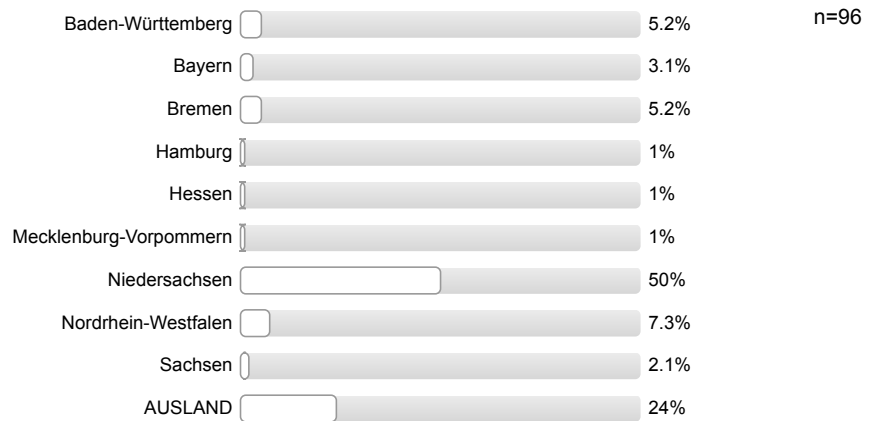 Baden-Württemberg 5.2% n=96
Bayern 3.1%
Bremen 5.2%
Hamburg 1%
Hessen 1%
Mecklenburg-Vorpommern 1%
Niedersachsen 50%
Nordrhein-Westfalen 7.3%
Sachsen 2.1%
AUSLAND 24%